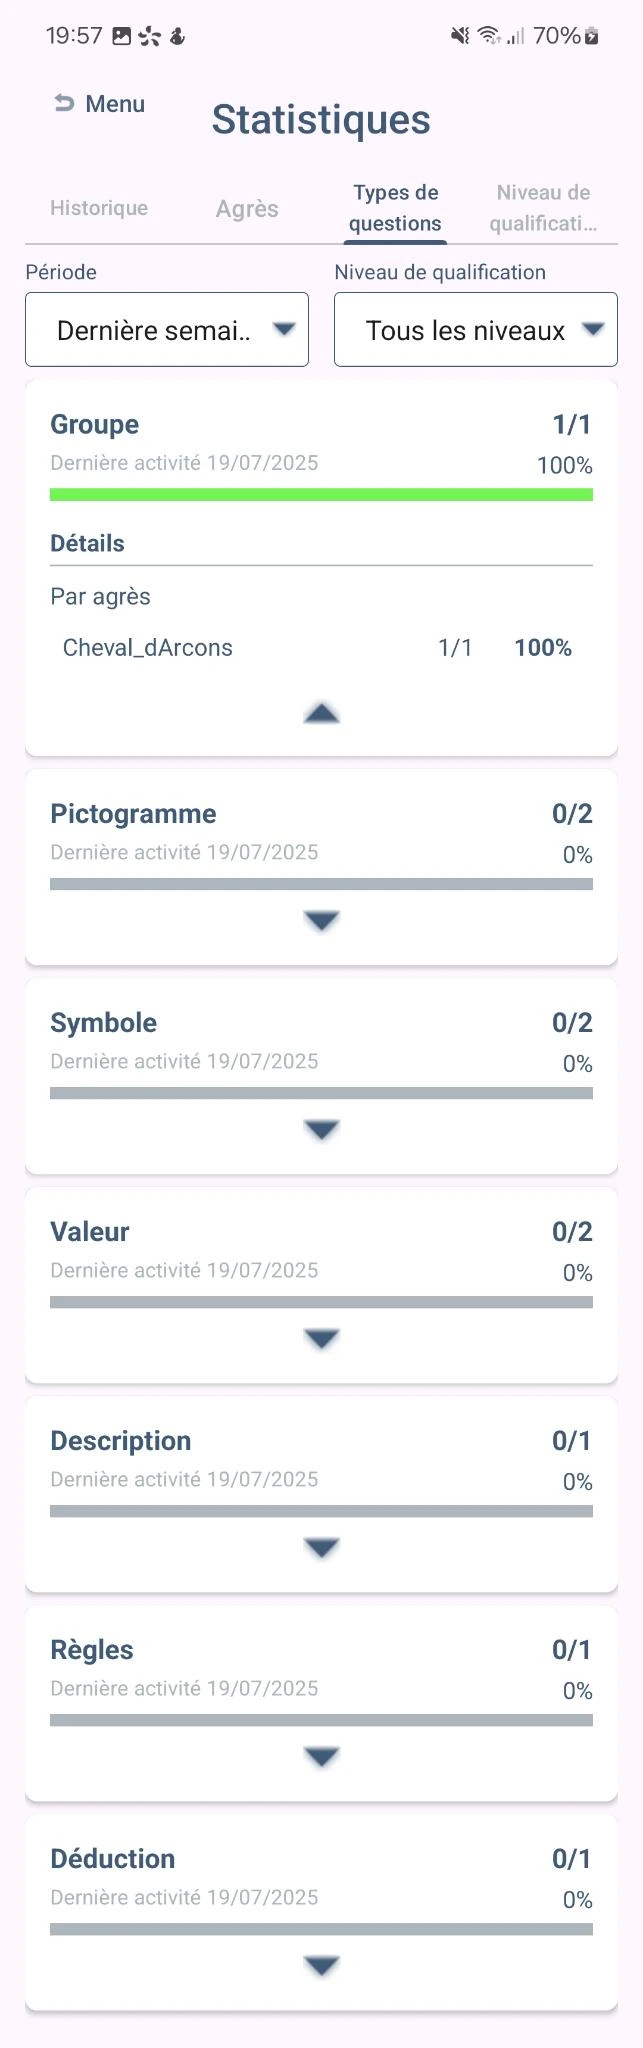 19:57 70%
Menu
Statistiques
Historique
Agrès
Types de
questions
Niveau de
qualificati...
Période
Niveau de qualification
Dernière semai..
Tous les niveaux
Groupe 1/1
Dernière activité 19/07/2025 100%
Détails
Par agrès
Cheval_dArcons 1/1 100%
Pictogramme 0/2
Dernière activité 19/07/2025 0%
Symbole 0/2
Dernière activité 19/07/2025 0%
Valeur 0/2
Dernière activité 19/07/2025 0%
Description 0/1
Dernière activité 19/07/2025 0%
Règles 0/1
Dernière activité 19/07/2025 0%
Déduction 0/1
Dernière activité 19/07/2025 0%